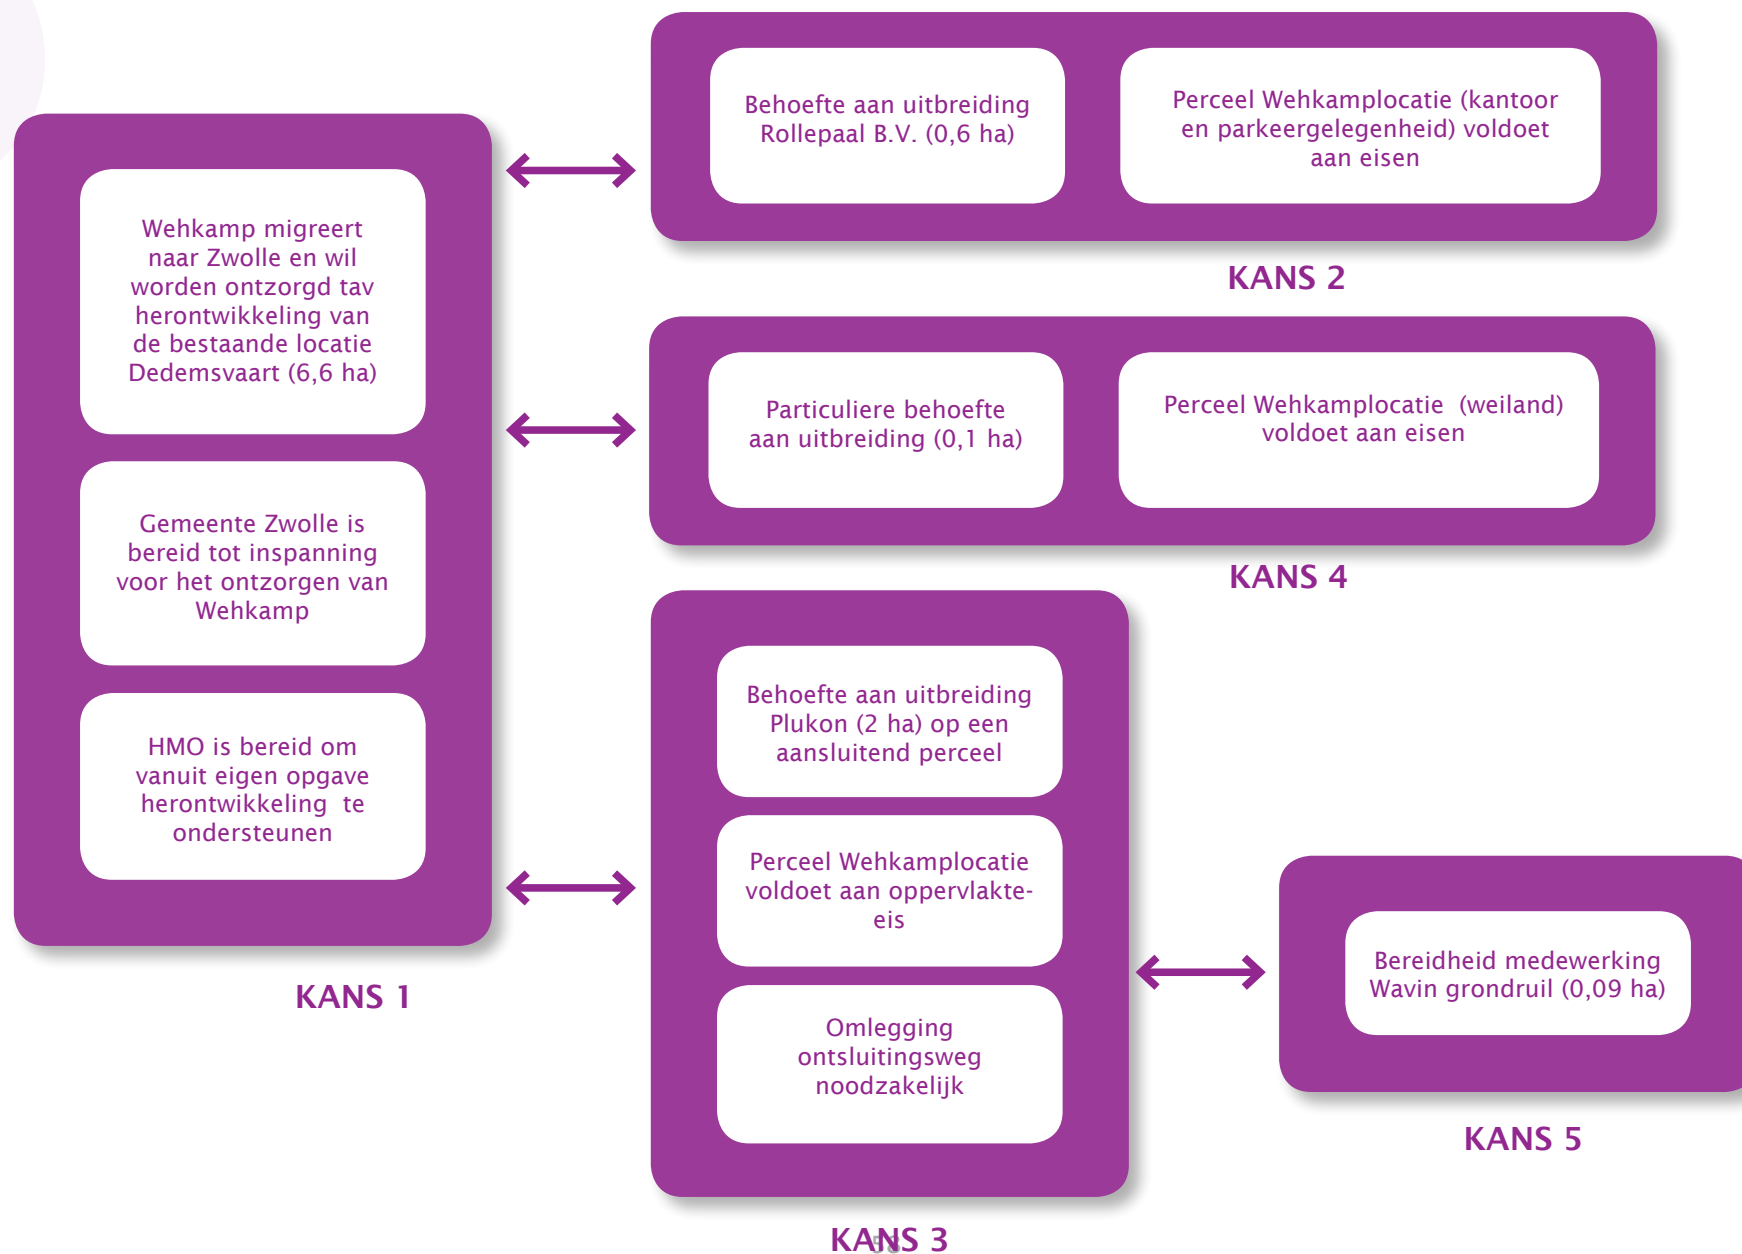 Wehkamp migreert
naar Zwolle en wil
worden ontzorgd tav
herontwikkeling van
de bestaande locatie
Dedemsvaart (6,6 ha)
Gemeente Zwolle is
bereid tot inspanning
voor het ontzorgen van
Wehkamp
HMO is bereid om
vanuit eigen opgave
herontwikkeling  te
ondersteunen
KANS 1
Behoefte aan uitbreiding
Rollepaal B.V. (0,6 ha)
Perceel Wehkamplocatie (kantoor
en parkeergelegenheid) voldoet
aan eisen
KANS 2
Particuliere behoefte
aan uitbreiding (0,1 ha)
Perceel Wehkamplocatie  (weiland)
voldoet aan eisen
KANS 4
Behoefte aan uitbreiding
Plukon (2 ha) op een
aansluitend perceel
Perceel Wehkamplocatie
voldoet aan oppervlakte-
eis
Omlegging
ontsluitingsweg
noodzakelijk
KANS 3
58
Bereidheid medewerking
Wavin grondruil (0,09 ha)
KANS 5